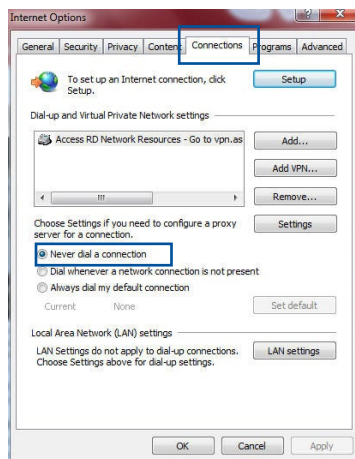 Internet Options
General Security Privacy Content Connections Programs Advanced
To set up an Internet connection, click
Setup.
Setup
Dial-up and Virtual Private Network settings
Access RD Network Resources - Go to vpn.as
Add...
Add VPN...
Remove...
Choose Settings if you need to configure a proxy
server for a connection.
Settings
Never dial a connection
Dial whenever a network connection is not present
Always dial my default connection
Current None
Set default
Local Area Network (LAN) settings
LAN Settings do not apply to dial-up connections.
Choose Settings above for dial-up settings.
LAN settings
OK Cancel Apply